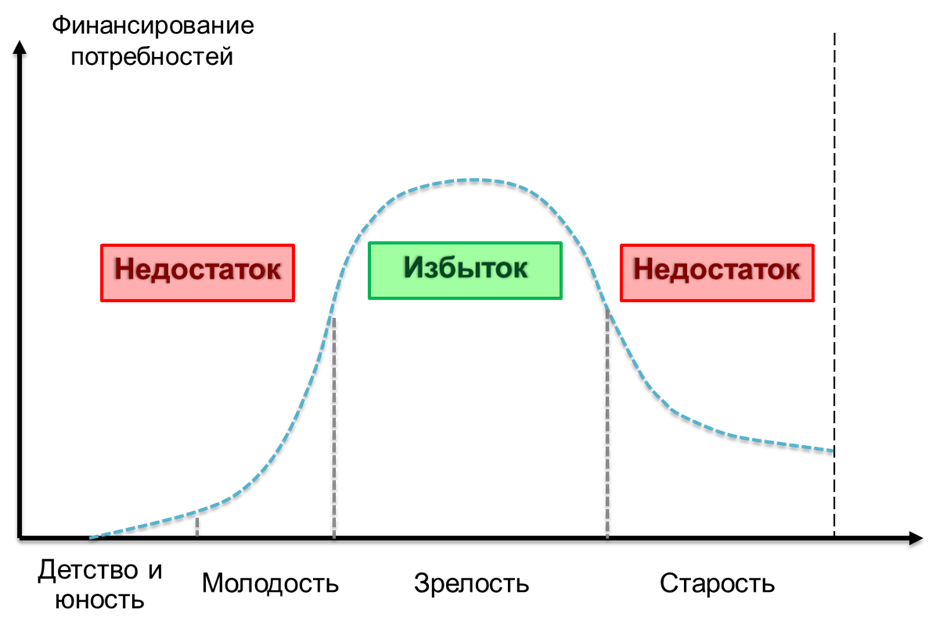 Финансирование
потребностей
Недостаток
Избыток
Недостаток
Детство и
юность
Молодость
Зрелость
Старость